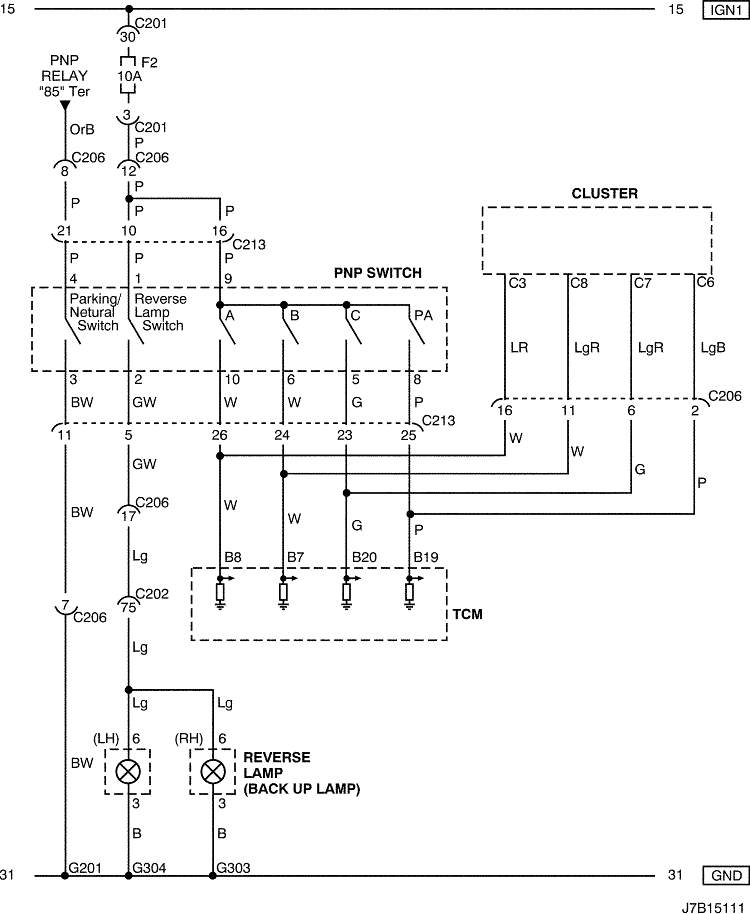 15 15 IGN1
C201
30
F2
10A
PNP
RELAY
"85" Ter
3 C201
OrB P
C206 C206
8 12
P
P P P
21 10 16 C213
P P P
4 1 9
PNP SWITCH
Parking/
Netural
Switch
Reverse
Lamp
Switch
A B C PA
3 2 10 6 5 8
BW GW W W G P
C213
11 5 26 24 23 25
CLUSTER
C3 C8 C7 C6
LR LgR LgR LgB
C206
16 11 6 2
W W G P
GW
C206
17
BW
W W G P
Lg
B8 B7 B20 B19
TCM
C202
75
7 C206
Lg
Lg Lg
(LH) 6 (RH) 6
BW
REVERSE
LAMP
(BACK UP LAMP)
3 3
B B
31 G201 G304 G303 31 GND
J7B15111